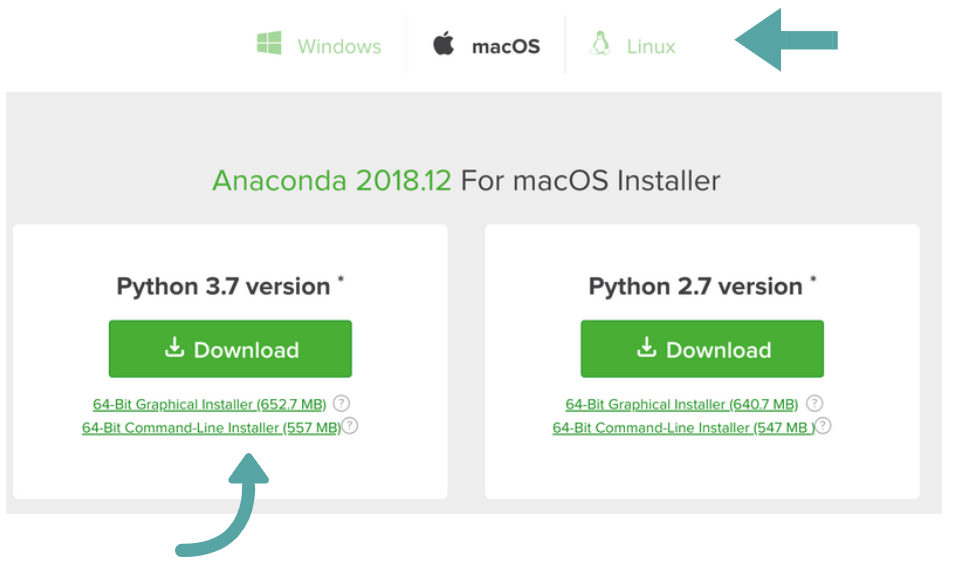 Windows macOS Linux
Anaconda 2018.12 For macOS Installer
Python 3.7 version *
Download
64-Bit Graphical Installer (652.7 MB) ?
64-Bit Command-Line Installer (557 MB) ?
Python 2.7 version *
Download
64-Bit Graphical Installer (640.7 MB) ?
64-Bit Command-Line Installer (547 MB ) ?